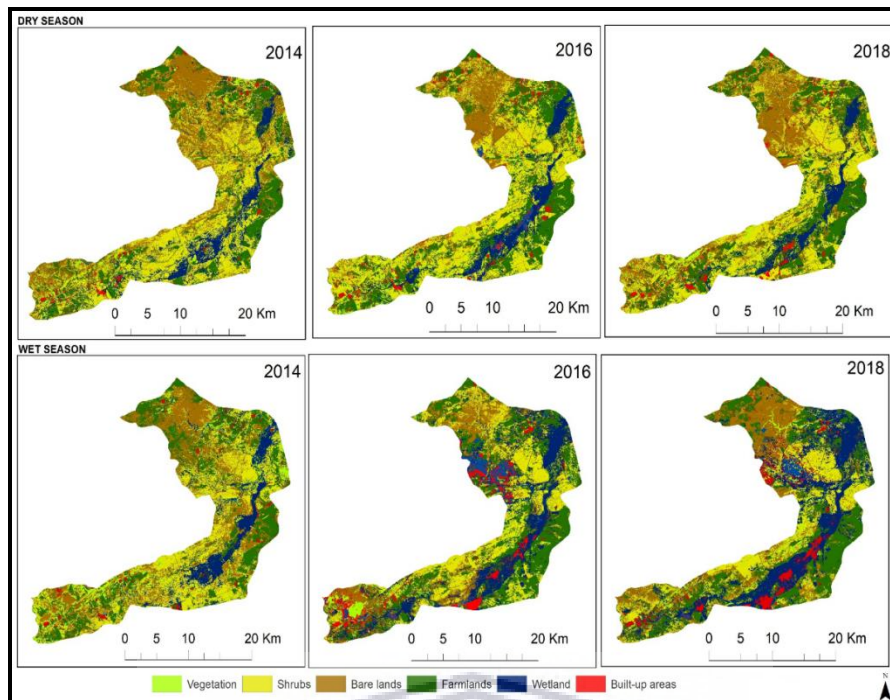 DRY SEASON
2014
2016
2018
0 5 10 20 Km
0 5 10 20 Km
0 5 10 20 Km
WET SEASON
2014
2016
2018
0 5 10 20 Km
0 5 10 20 Km
0 5 10 20 Km
Vegetation Shrubs Bare lands Farmlands Wetland Built-up areas